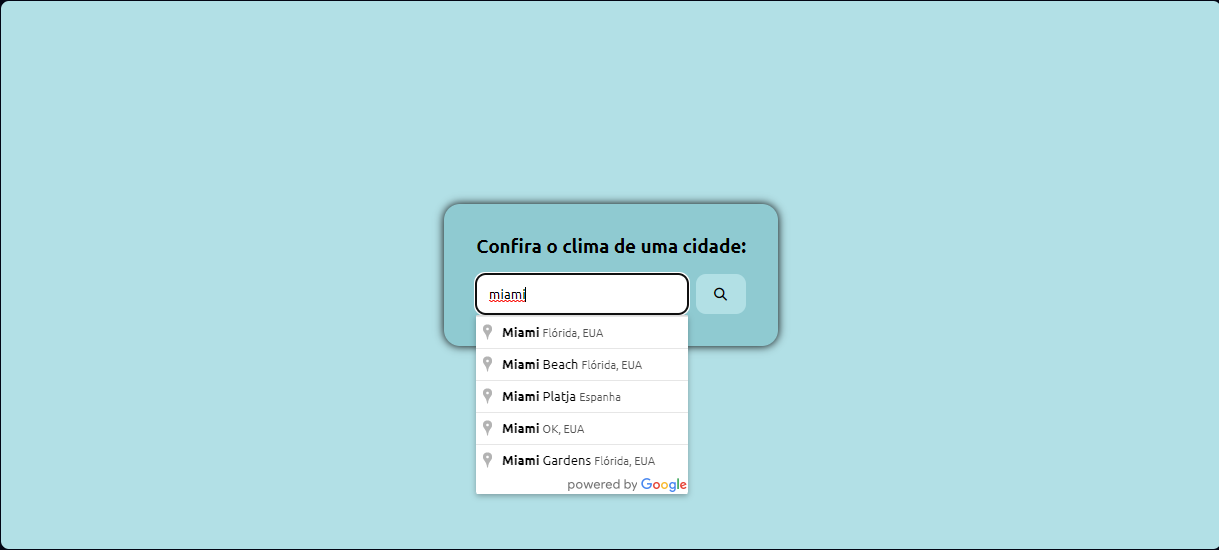 Confira o clima de uma cidade:
miami
Miami Flórida, EUA
Miami Beach Flórida, EUA
Miami Platja Espanha
Miami OK, EUA
Miami Gardens Flórida, EUA
powered by Google